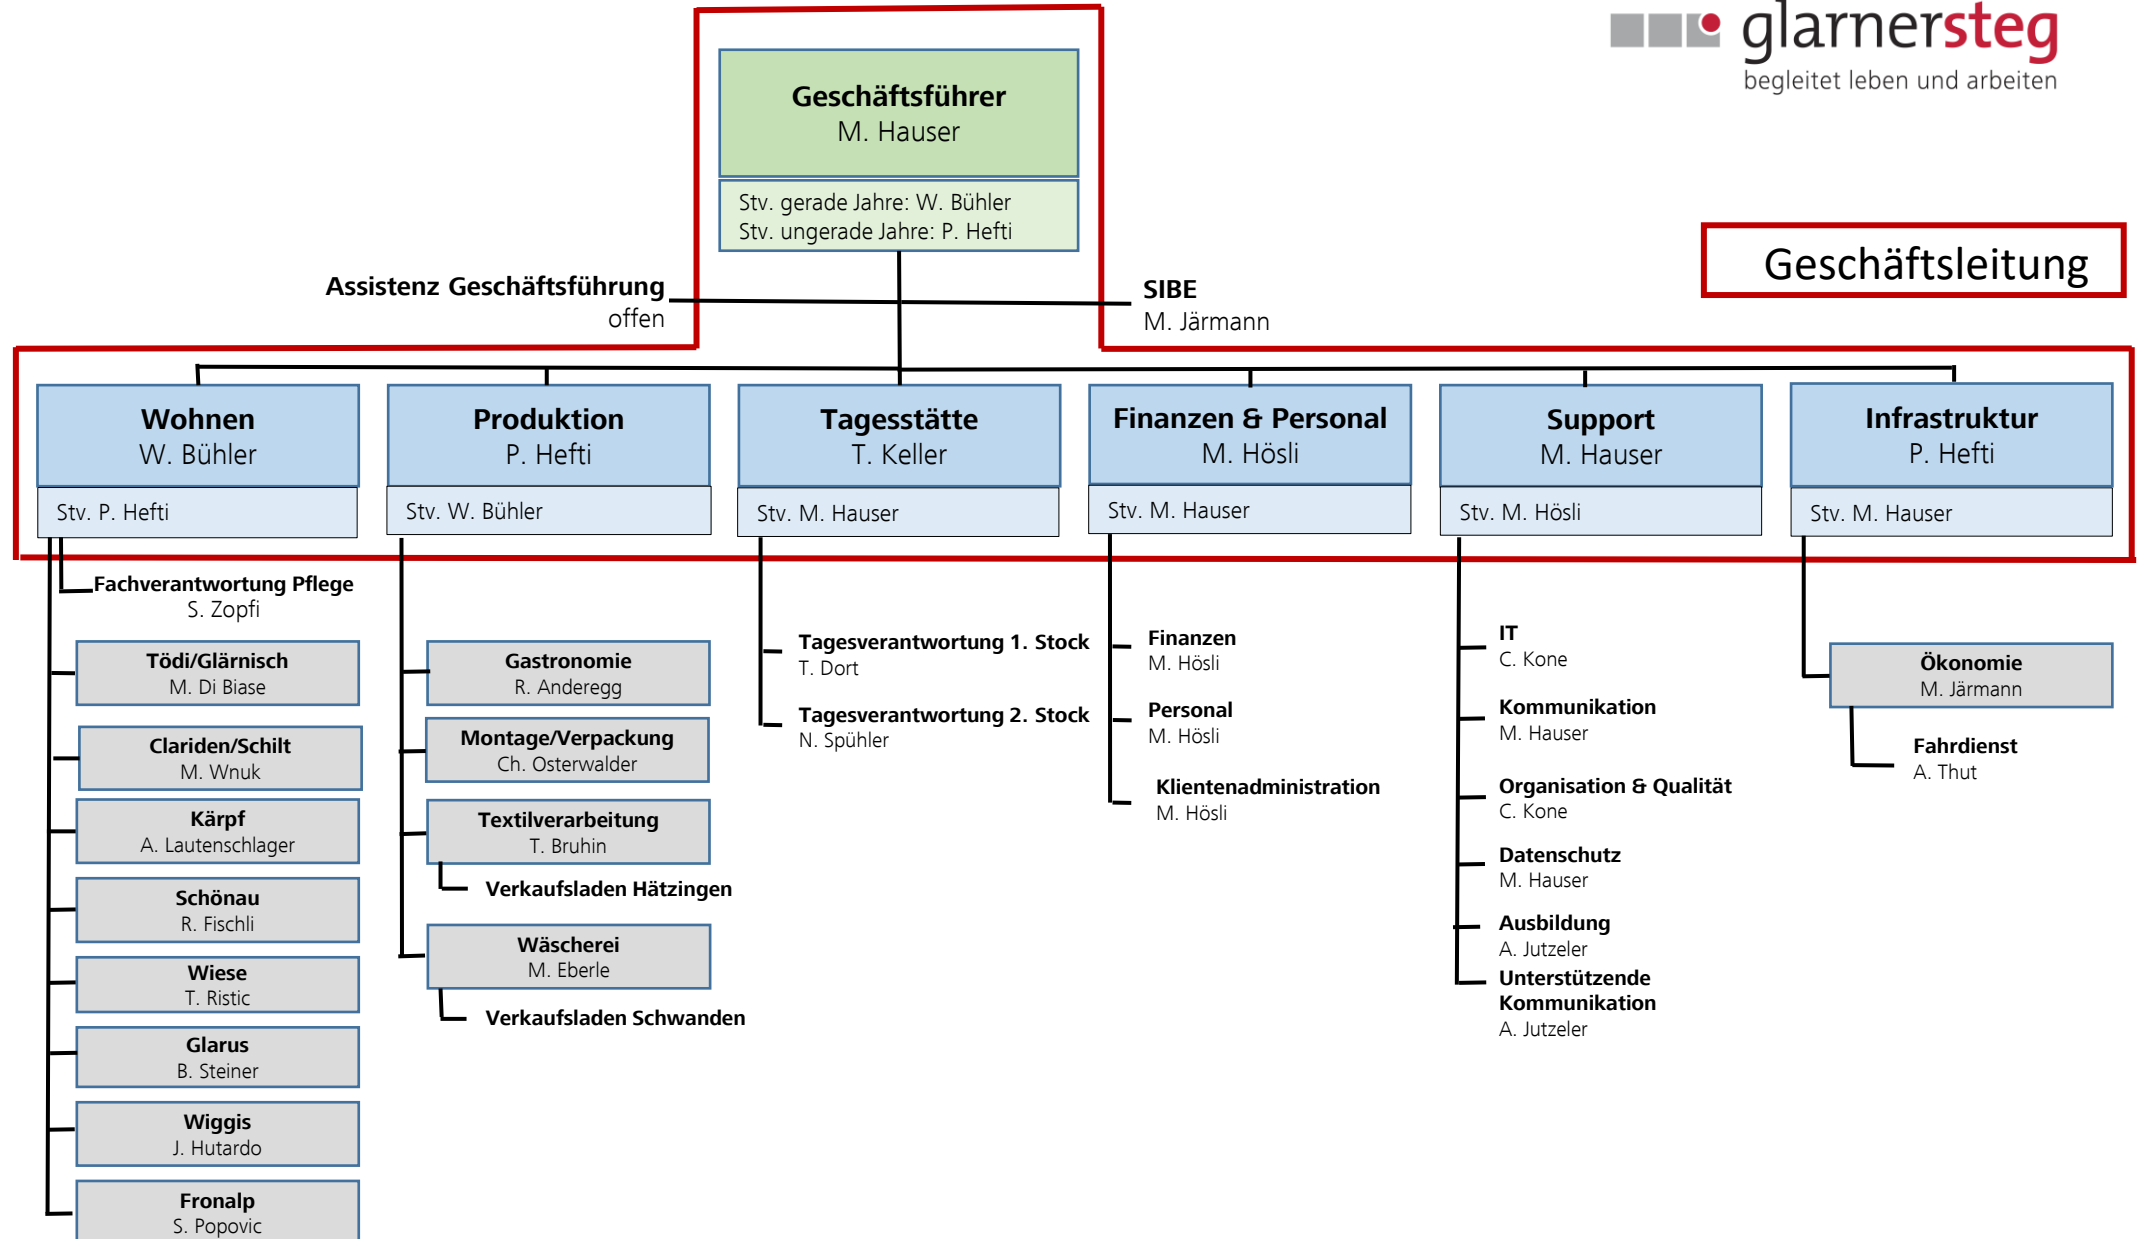 glarnersteg
begleitet leben und arbeiten
Geschäftsführer
M. Hauser
Stv. gerade Jahre: W. Bühler
Stv. ungerade Jahre: P. Hefti
Geschäftsleitung
Assistenz Geschäftsführung
offen
SIBE
M. Järmann
Wohnen
W. Bühler
Stv. P. Hefti
Produktion
P. Hefti
Stv. W. Bühler
Tagesstätte
T. Keller
Stv. M. Hauser
Finanzen & Personal
M. Hösli
Stv. M. Hauser
Support
M. Hauser
Stv. M. Hösli
Infrastruktur
P. Hefti
Stv. M. Hauser
Fachverantwortung Pflege
S. Zopfi
Tödi/Glärnisch
M. Di Biase
Clariden/Schilt
M. Wnuk
Kärpf
A. Lautenschlager
Schönau
R. Fischli
Wiese
T. Ristic
Glarus
B. Steiner
Wiggis
J. Hutardo
Fronalp
S. Popovic
Gastronomie
R. Anderegg
Montage/Verpackung
Ch. Osterwalder
Textilverarbeitung
T. Bruhin
Verkaufsladen Hätzingen
Wäscherei
M. Eberle
Verkaufsladen Schwanden
Tagesverantwortung 1. Stock
T. Dort
Tagesverantwortung 2. Stock
N. Spühler
Finanzen
M. Hösli
Personal
M. Hösli
Klientenadministration
M. Hösli
IT
C. Kone
Kommunikation
M. Hauser
Organisation & Qualität
C. Kone
Datenschutz
M. Hauser
Ausbildung
A. Jutzeler
Unterstützende
Kommunikation
A. Jutzeler
Ökonomie
M. Järmann
Fahrdienst
A. Thut